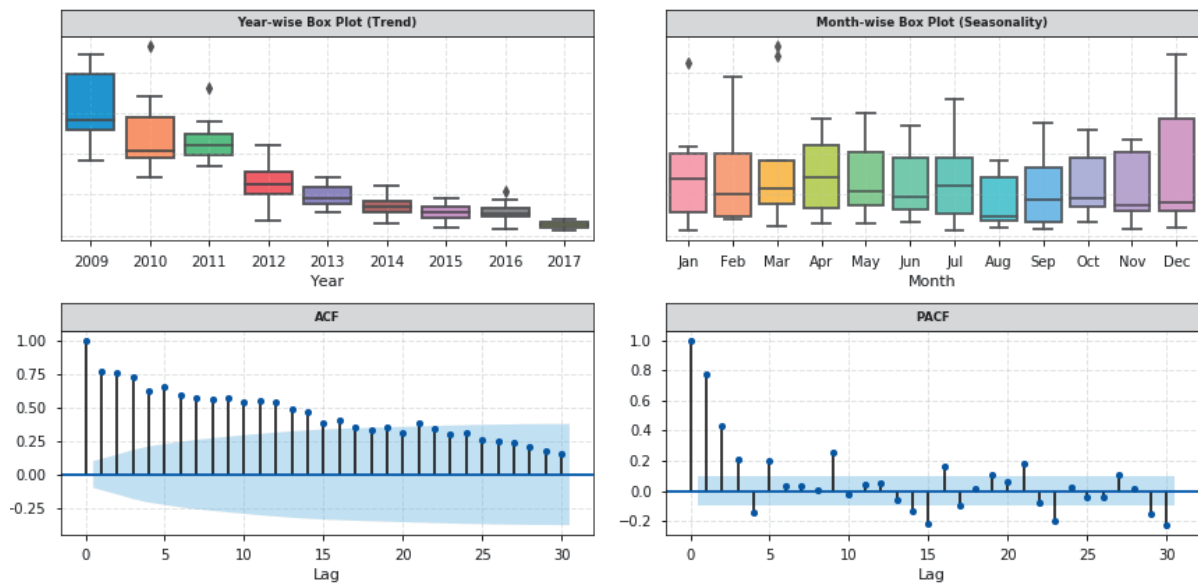 Year-wise Box Plot (Trend)
2009 2010 2011 2012 2013 2014 2015 2016 2017
Year
Month-wise Box Plot (Seasonality)
Jan Feb Mar Apr May Jun Jul Aug Sep Oct Nov Dec
Month
ACF
1.00
0.75
0.50
0.25
0.00
-0.25
0 5 10 15 20 25 30
Lag
PACF
1.0
0.8
0.6
0.4
0.2
0.0
−0.2
0 5 10 15 20 25 30
Lag